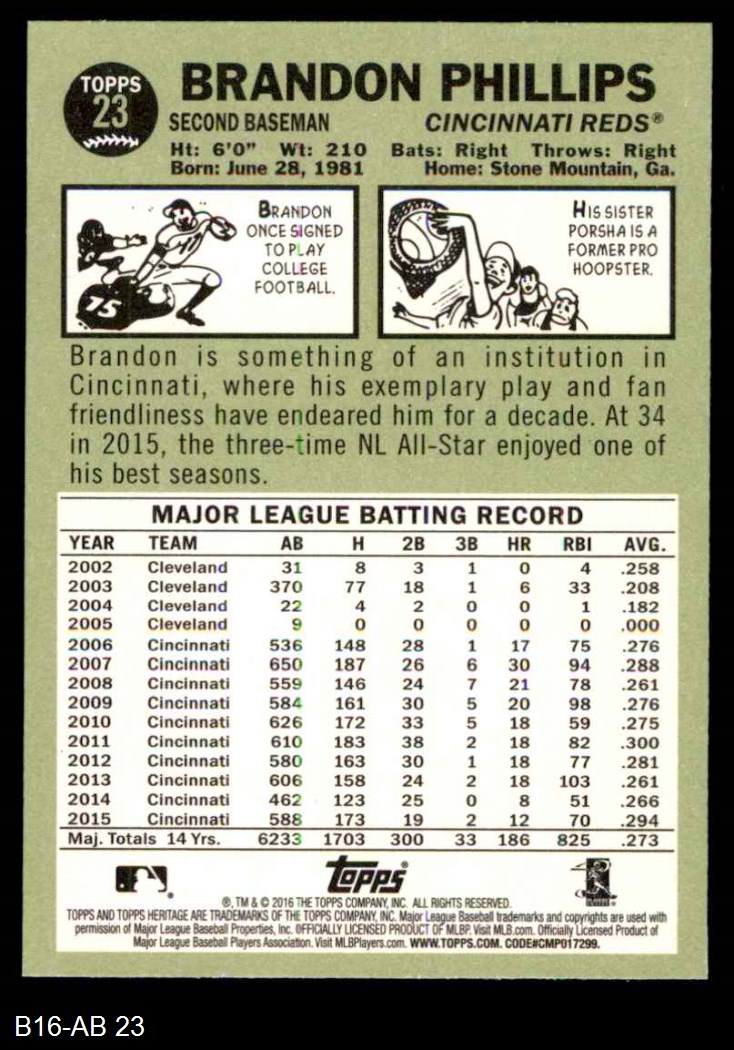 TOPPS
23
BRANDON PHILLIPS
SECOND BASEMAN CINCINNATI REDS®
Ht: 6'0" Wt: 210 Bats: Right Throws: Right
Born: June 28, 1981 Home: Stone Mountain, Ga.
BRANDON
ONCE SIGNED
TO PLAY
COLLEGE
FOOTBALL.
75
HIS SISTER
PORSHA IS A
FORMER PRO
HOOPSTER.
Brandon is something of an institution in
Cincinnati, where his exemplary play and fan
friendliness have endeared him for a decade. At 34
in 2015, the three-time NL All-Star enjoyed one of
his best seasons.
MAJOR LEAGUE BATTING RECORD
YEAR TEAM AB H 2B 3B HR RBI AVG.
2002 Cleveland 31 8 3 1 0 4 .258
2003 Cleveland 370 77 18 1 6 33 .208
2004 Cleveland 22 4 2 0 0 1 .182
2005 Cleveland 9 0 0 0 0 0 .000
2006 Cincinnati 536 148 28 1 17 75 .276
2007 Cincinnati 650 187 26 6 30 94 .288
2008 Cincinnati 559 146 24 7 21 78 .261
2009 Cincinnati 584 161 30 5 20 98 .276
2010 Cincinnati 626 172 33 5 18 59 .275
2011 Cincinnati 610 183 38 2 18 82 .300
2012 Cincinnati 580 163 30 1 18 77 .281
2013 Cincinnati 606 158 24 2 18 103 .261
2014 Cincinnati 462 123 25 0 8 51 .266
2015 Cincinnati 588 173 19 2 12 70 .294
Maj. Totals 14 Yrs. 6233 1703 300 33 186 825 .273
topps®
®, TM & © 2016 THE TOPPS COMPANY, INC. ALL RIGHTS RESERVED.
TOPPS AND TOPPS HERITAGE ARE TRADEMARKS OF THE TOPPS COMPANY, INC. Major League Baseball trademarks and copyrights are used with
permission of Major League Baseball Properties, Inc. OFFICIALLY LICENSED PRODUCT OF MLBP. Visit MLB.com. Officially Licensed Product of
Major League Baseball Players Association. Visit MLBPlayers.com. WWW.TOPPS.COM. CODE#CMP017299.
B16-AB 23